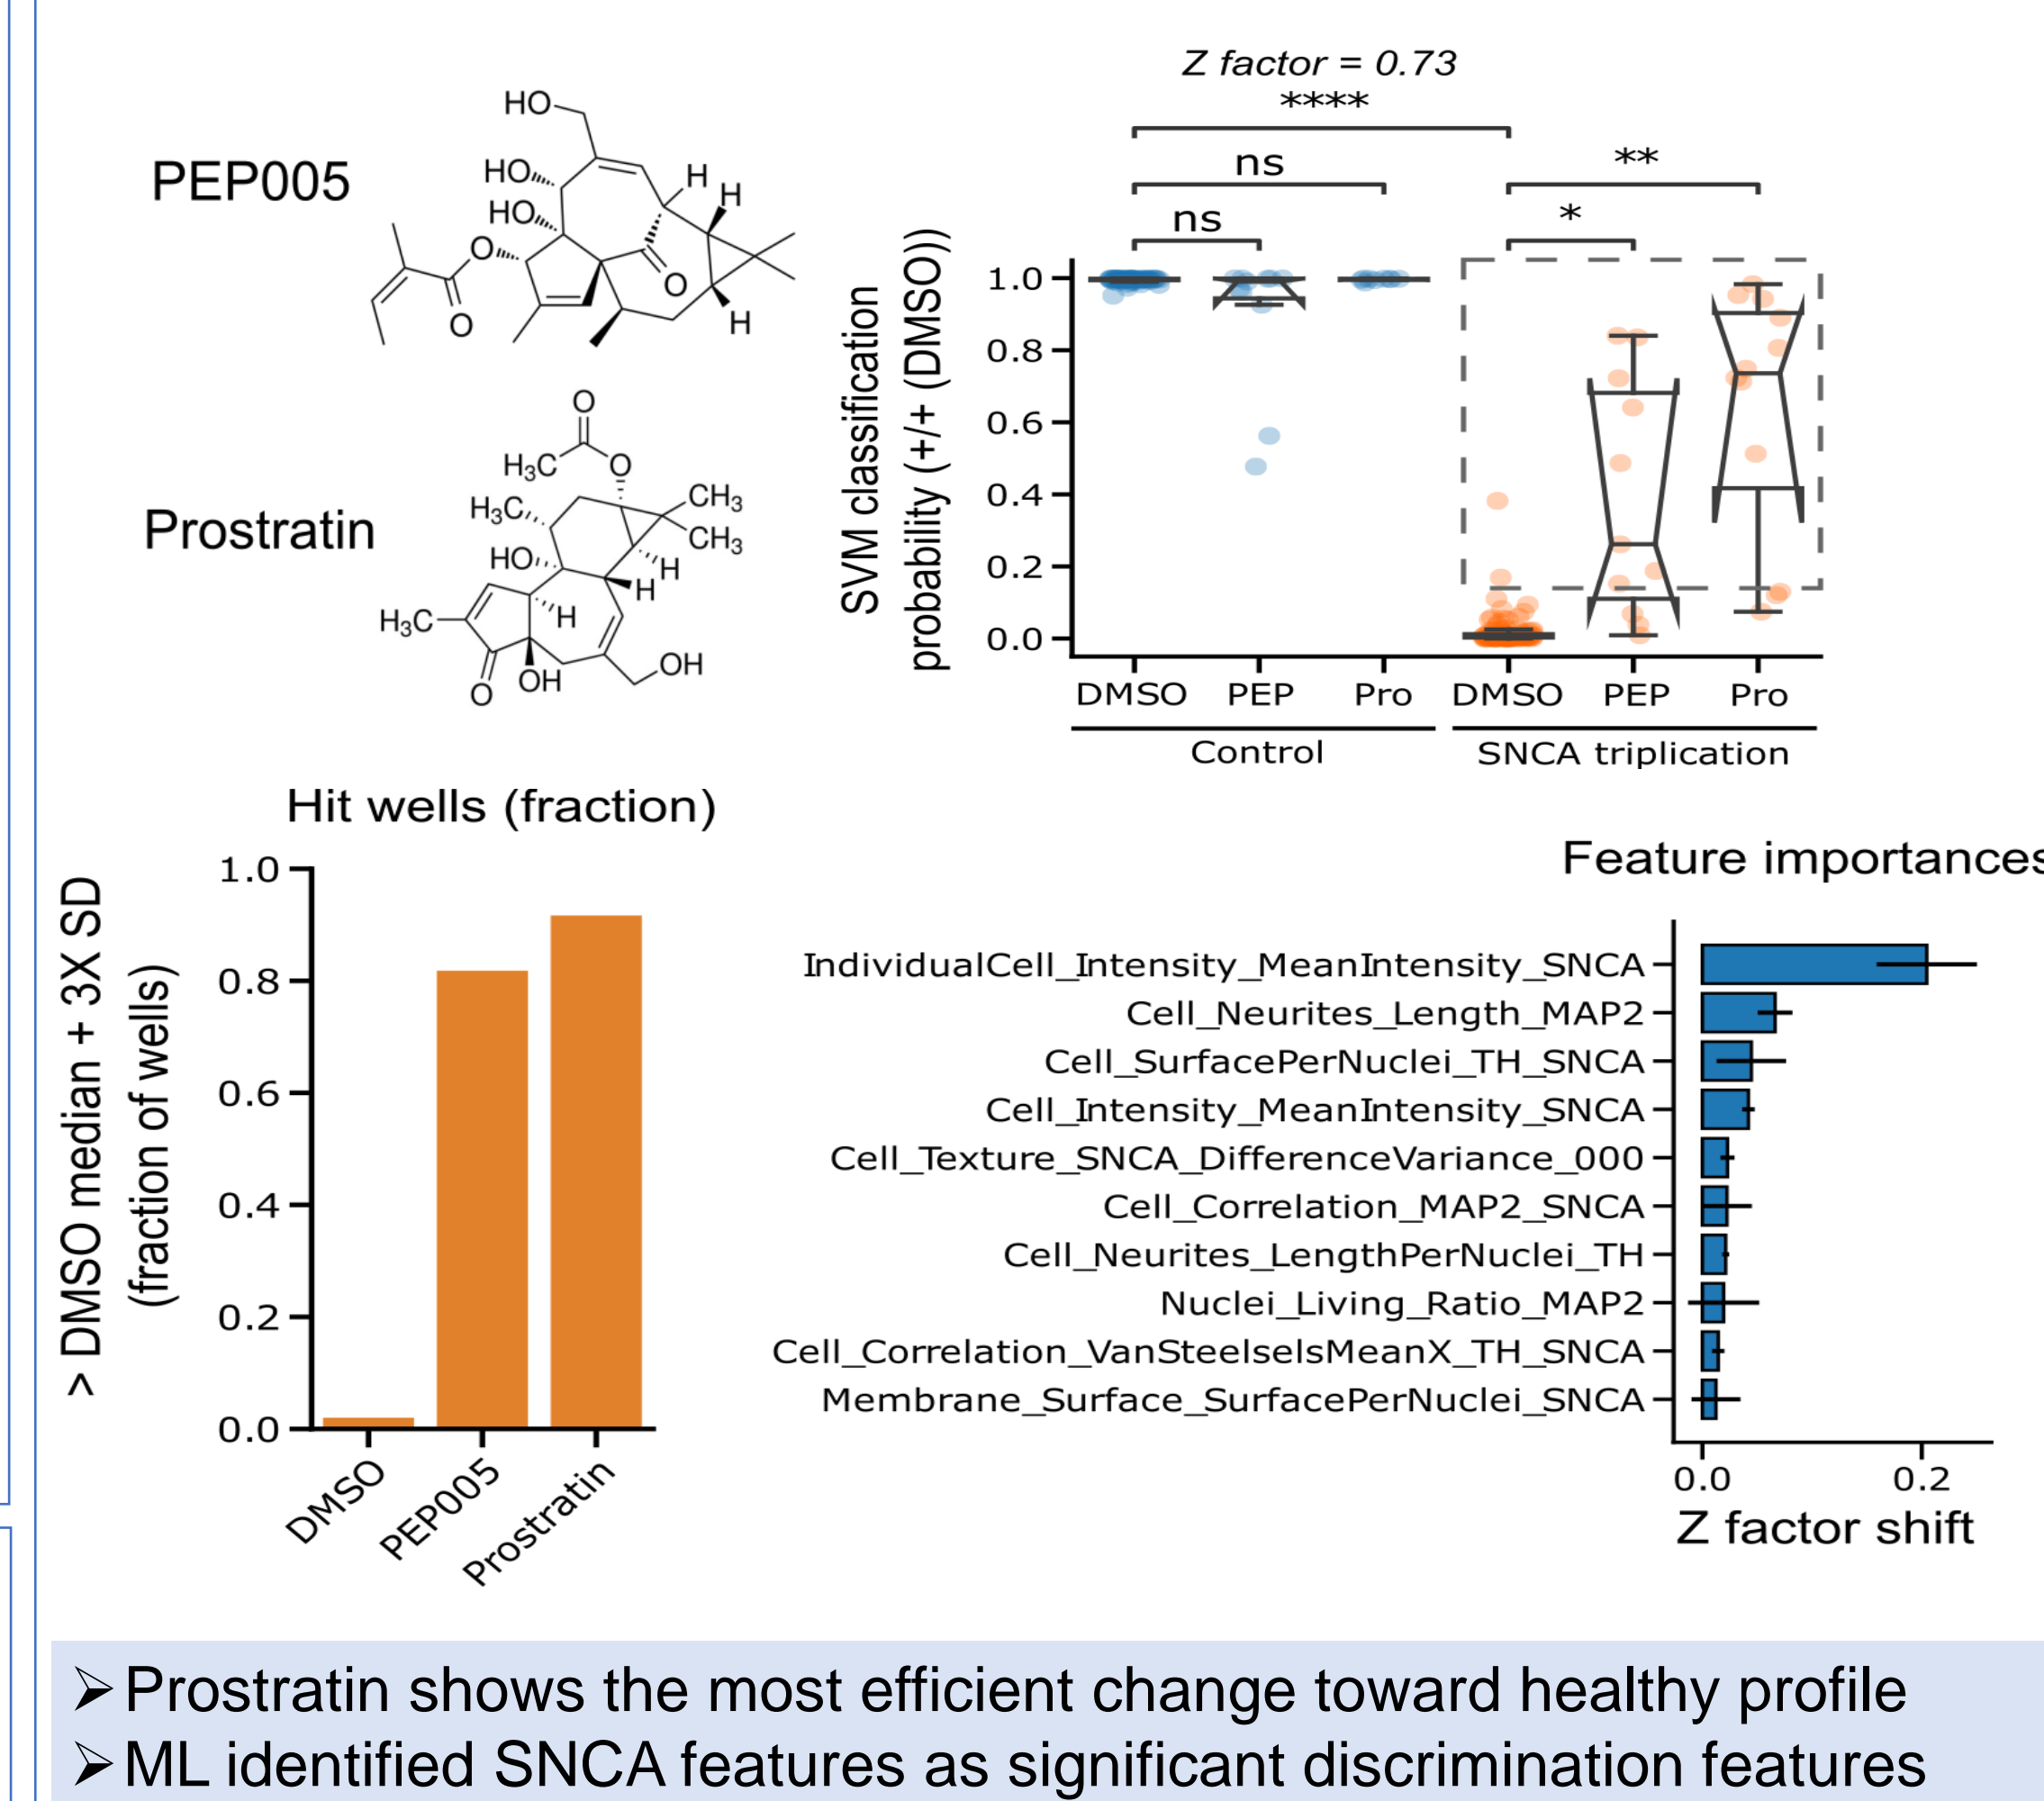 PEP005
HO
HO
HO
O
O
O
H
H
H
Prostratin
O
H3C
O
H3C
CH3
CH3
HO
H
H
H
H3C
O
OH
OH
Z factor = 0.73
****
ns
**
ns
*
SVM classification
probability (+/+ (DMSO))
1.0
0.8
0.6
0.4
0.2
0.0
DMSO PEP Pro DMSO PEP Pro
Control SNCA triplication
Hit wells (fraction)
> DMSO median + 3X SD
(fraction of wells)
1.0
0.8
0.6
0.4
0.2
0.0
DMSO
PEP005
Prostratin
Feature importances
IndividualCell_Intensity_MeanIntensity_SNCA
Cell_Neurites_Length_MAP2
Cell_SurfacePerNuclei_TH_SNCA
Cell_Intensity_MeanIntensity_SNCA
Cell_Texture_SNCA_DifferenceVariance_000
Cell_Correlation_MAP2_SNCA
Cell_Neurites_LengthPerNuclei_TH
Nuclei_Living_Ratio_MAP2
Cell_Correlation_VanSteelselsMeanX_TH_SNCA
Membrane_Surface_SurfacePerNuclei_SNCA
0.0 0.2
Z factor shift
➢Prostratin shows the most efficient change toward healthy profile
➢ML identified SNCA features as significant discrimination features